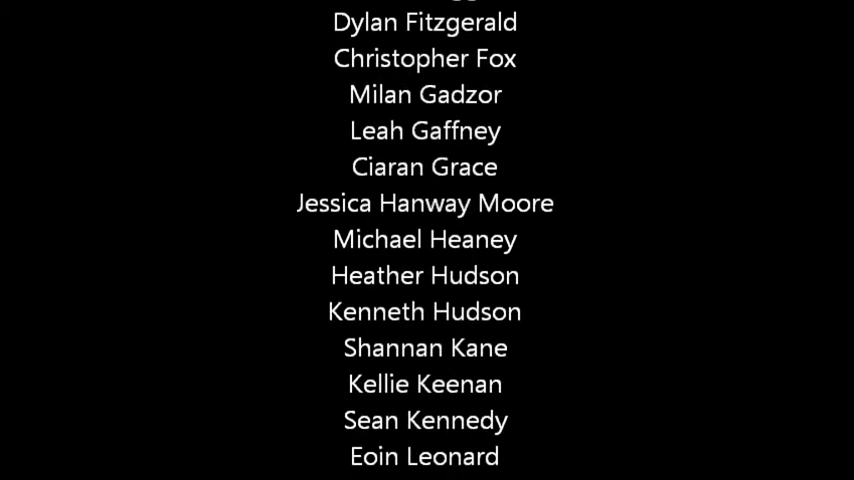 Dylan Fitzgerald
Christopher Fox
Milan Gadzor
Leah Gaffney
Ciaran Grace
Jessica Hanway Moore
Michael Heaney
Heather Hudson
Kenneth Hudson
Shannan Kane
Kellie Keenan
Sean Kennedy
Eoin Leonard